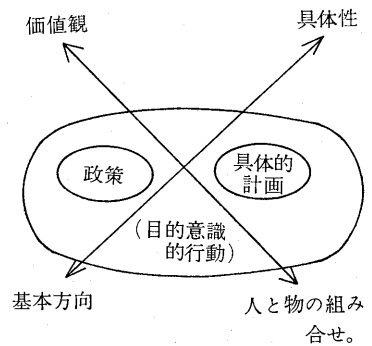 価値観
具体性
政策
具体的
計画
(目的意識
的行動)
基本方向
人と物の組み
合せ。